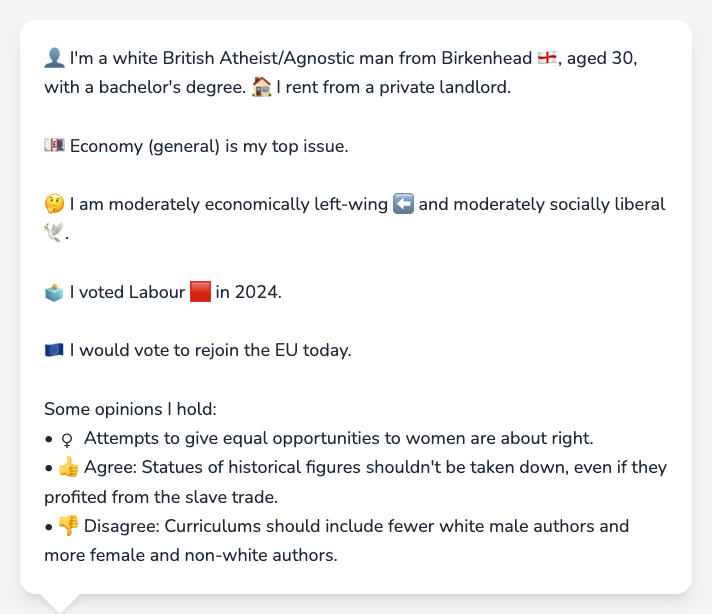 👤 I'm a white British Atheist/Agnostic man from Birkenhead 🏴󠁧󠁢󠁥󠁮󠁧󠁿, aged 30,
with a bachelor's degree. 🏠 I rent from a private landlord.
💷 Economy (general) is my top issue.
🤔 I am moderately economically left-wing ⬅️ and moderately socially liberal
🕊️.
🗳️ I voted Labour 🟥 in 2024.
🇪🇺 I would vote to rejoin the EU today.
Some opinions I hold:
• ♀️ Attempts to give equal opportunities to women are about right.
• 👍 Agree: Statues of historical figures shouldn't be taken down, even if they
profited from the slave trade.
• 👎 Disagree: Curriculums should include fewer white male authors and
more female and non-white authors.